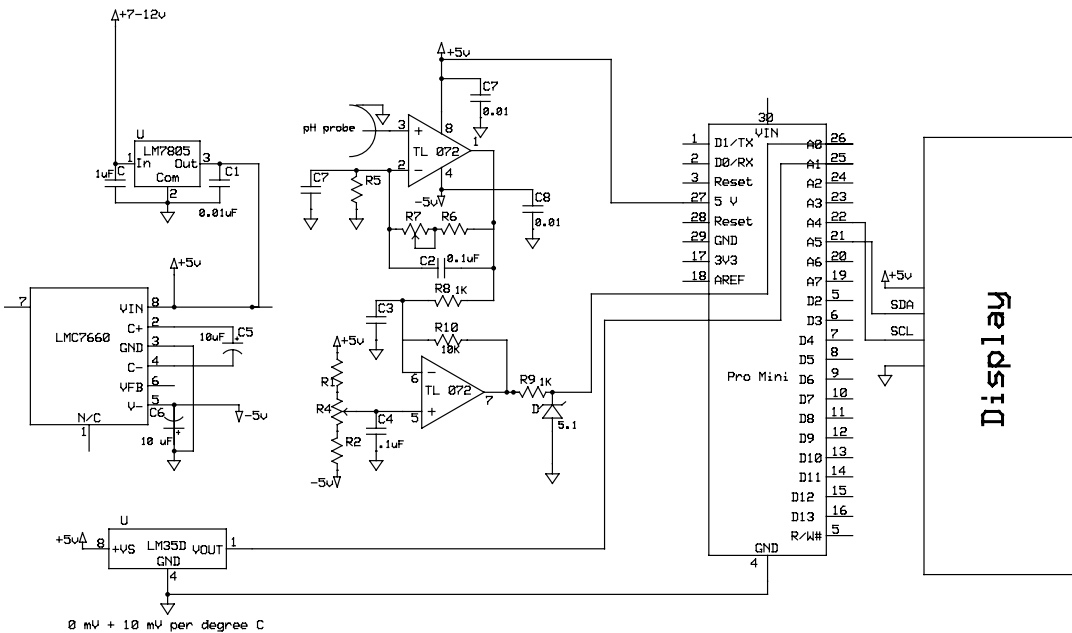 +7-12v
U
LM7805
1 In Out 3
Com
2
1uF C
C1
0.01uF
+5v
7
VIN 8
C+ 2
LMC7660
GND 3
C- 4
VFB 6
V- 5
N/C
1
10uF C5
C6
10 uF
-5v
+5v
C7
0.01
pH probe
3 + 8
TL 072 1
2 - 4
-5v
C8
0.01
C7
R5
R7 R6
C2 0.1uF
R8 1K
C3
R10
10K
+5v
R1
R4
R2
-5v
C4
.1uF
6 -
TL 072
7
5 +
R9 1K
D
5.1
30
VIN
1 D1/TX
2 D0/RX
3 Reset
27 5 V
28 Reset
29 GND
17 3V3
18 AREF
A0 26
A1 25
A2 24
A3 23
A4 22
A5 21
A6 20
A7 19
D2 5
D3 6
D4 7
D5 8
Pro Mini
D6 9
D7 10
D8 11
D9 12
D10 13
D11 14
D12 15
D13 16
R/W# 5
GND
4
+5v
SDA
SCL
Display
U
+5v
8 +VS LM35D VOUT 1
GND
4
0 mV + 10 mV per degree C